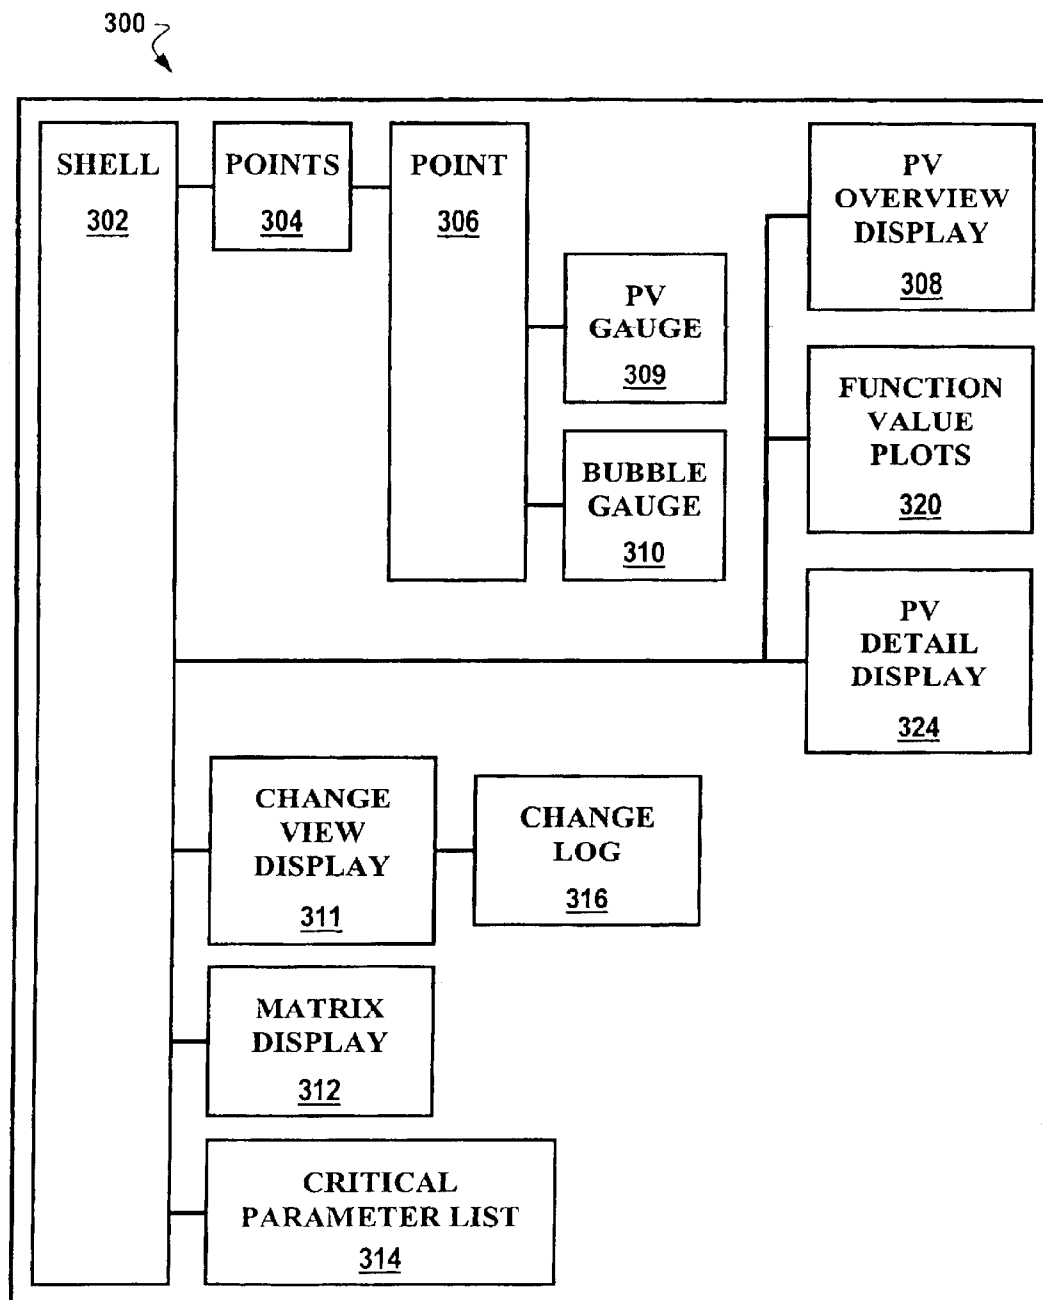 300
SHELL
302
POINTS
304
POINT
306
PV
OVERVIEW
DISPLAY
308
PV
GAUGE
309
FUNCTION
VALUE
PLOTS
320
BUBBLE
GAUGE
310
PV
DETAIL
DISPLAY
324
CHANGE
VIEW
DISPLAY
311
CHANGE
LOG
316
MATRIX
DISPLAY
312
CRITICAL
PARAMETER LIST
314